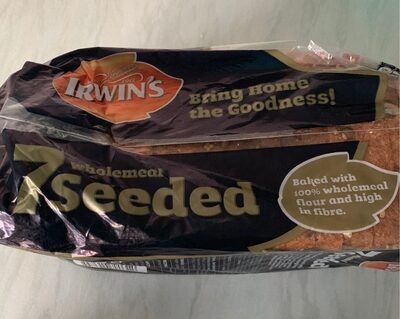 IRWIN'S
Bring Home
the Goodness!
7
wholemeal
seeded
Baked with
100% wholemeal
flour and high
in fibre.